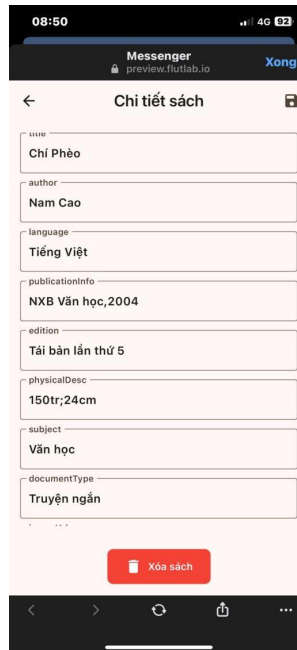 08:50
4G 92
Messenger
preview.flutlab.io
Xong
Chi tiết sách
title
Chí Phèo
author
Nam Cao
language
Tiếng Việt
publicationInfo
NXB Văn học,2004
edition
Tái bản lần thứ 5
physicalDesc
150tr;24cm
subject
Văn học
documentType
Truyện ngắn
Xóa sách